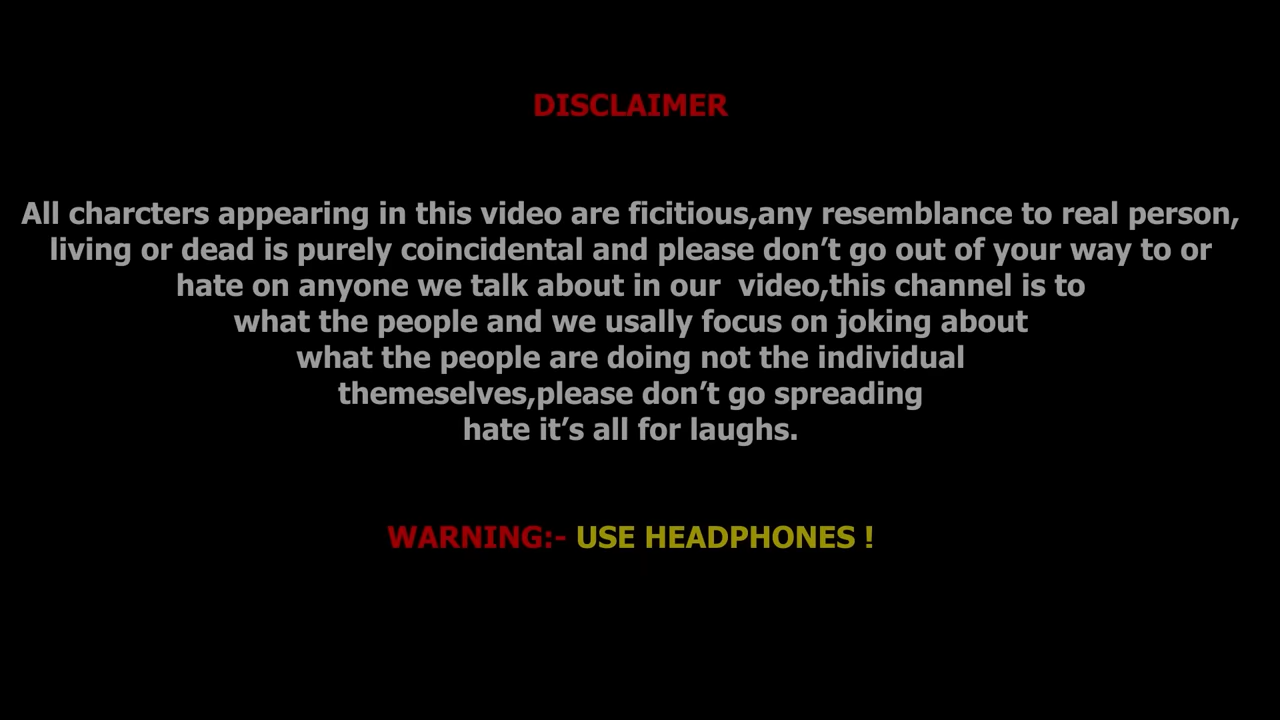 DISCLAIMER
All charcters appearing in this video are ficitious,any resemblance to real person,
living or dead is purely coincidental and please don’t go out of your way to or
hate on anyone we talk about in our  video,this channel is to
what the people and we usally focus on joking about
what the people are doing not the individual
themeselves,please don’t go spreading
hate it’s all for laughs.
WARNING:- USE HEADPHONES !